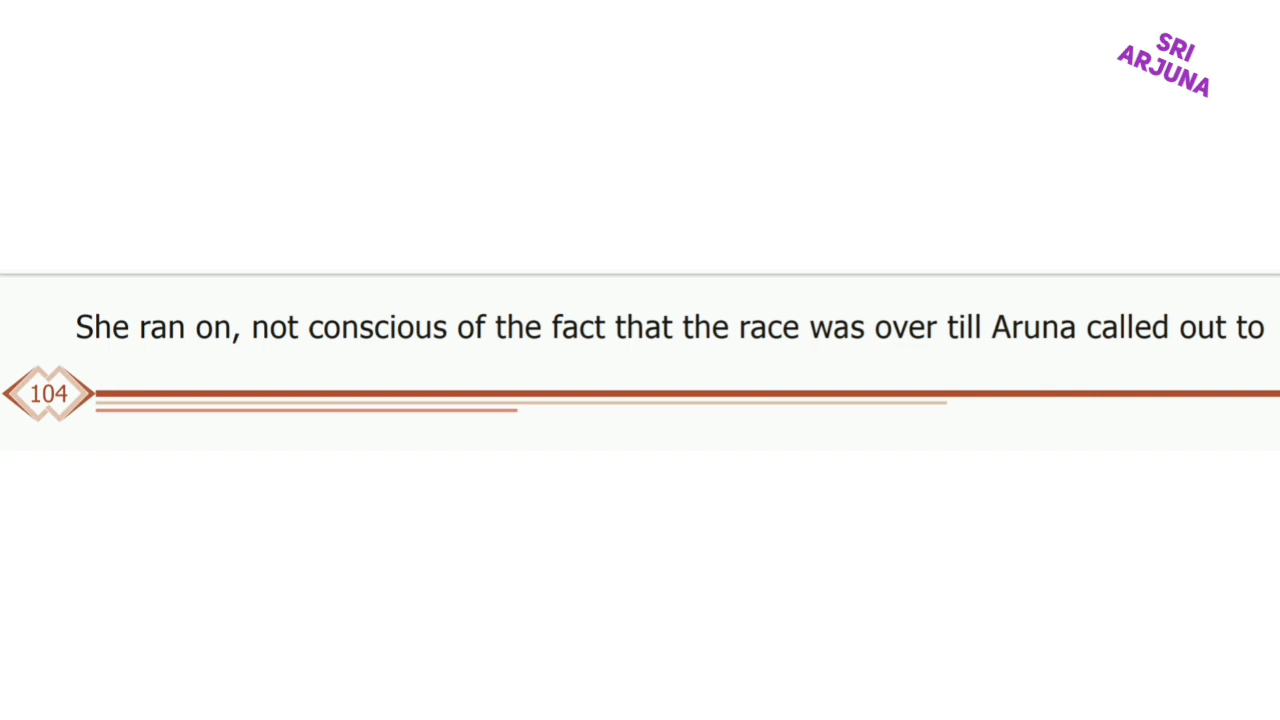 SRI
ARJUNA
She ran on, not conscious of the fact that the race was over till Aruna called out to
104